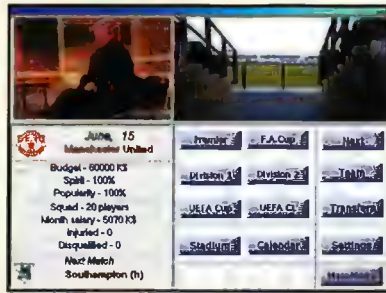 June, 15
Manchester United
Budget - 60000 K$
Spirit - 100%
Popularity - 100%
Squad - 20 players
Month salary - 5070 K$
Injuried - 0
Disqualified - 0
Next Match
Southampton (h)
Premier
F.A.Cup
Next
Division 1
Division 2
Team
UEFA Cup
UEFA CL
Transfers
Stadium
Calendar
Settings